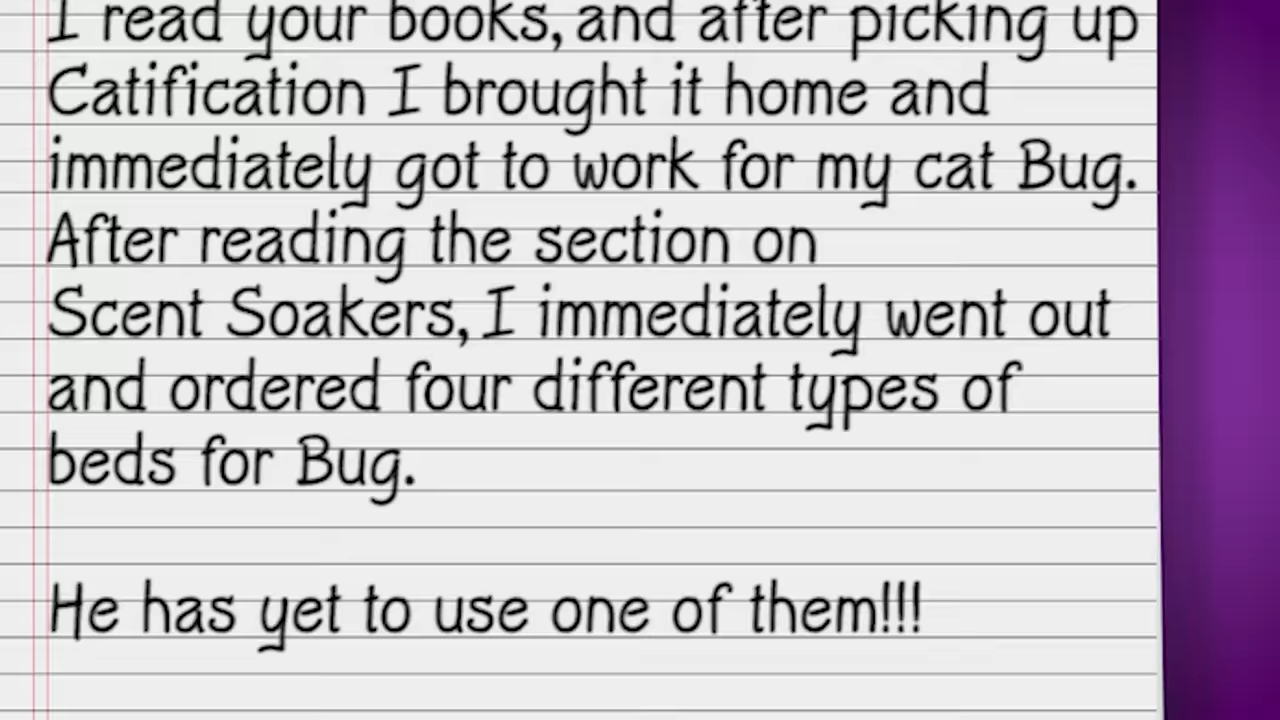 I read your books, and after picking up
Catification I brought it home and
immediately got to work for my cat Bug.
After reading the section on
Scent Soakers, I immediately went out
and ordered four different types of
beds for Bug.
He has yet to use one of them!!!